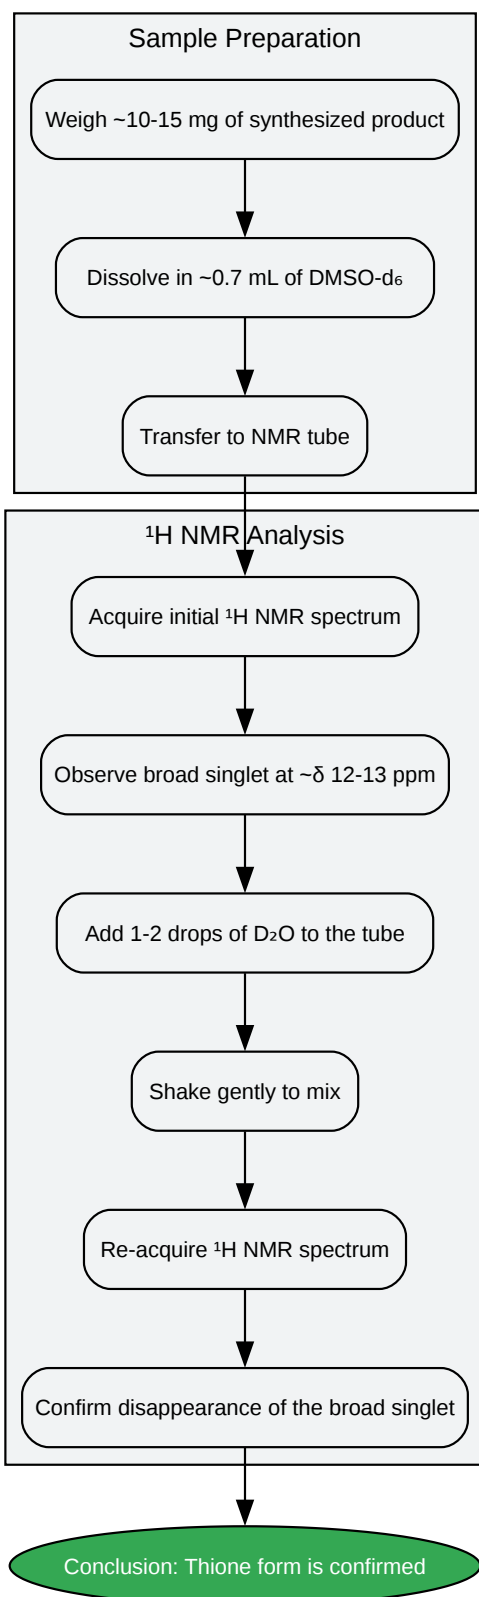 Sample Preparation
Weigh ~10-15 mg of synthesized product
Dissolve in ~0.7 mL of DMSO-d₆
Transfer to NMR tube
¹H NMR Analysis
Acquire initial ¹H NMR spectrum
Observe broad singlet at ~δ 12-13 ppm
Add 1-2 drops of D₂O to the tube
Shake gently to mix
Re-acquire ¹H NMR spectrum
Confirm disappearance of the broad singlet
Conclusion: Thione form is confirmed